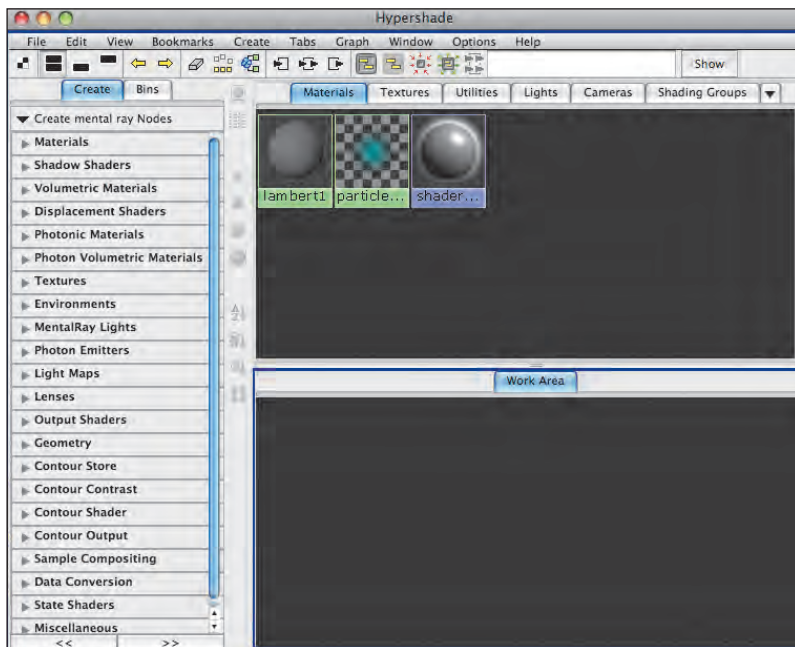 Hypershade
File Edit View Bookmarks Create Tabs Graph Window Options Help
Show
Create Bins
Materials Textures Utilities Lights Cameras Shading Groups
Create mental ray Nodes
Materials
Shadow Shaders
Volumetric Materials
Displacement Shaders
Photonic Materials
Photon Volumetric Materials
Textures
Environments
MentalRay Lights
Photon Emitters
Light Maps
Lenses
Output Shaders
Geometry
Contour Store
Contour Contrast
Contour Shader
Contour Output
Sample Compositing
Data Conversion
State Shaders
Miscellaneous
<< >>
lambert1 particle... shader...
Work Area